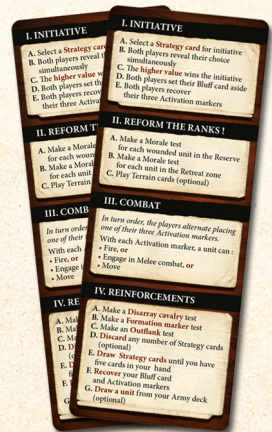 I. INITIATIVE
A. Select a Strategy card for initiative
B. Both players reveal their choice
simultaneously
C. The higher value wins the initiative
D. Both players set their Bluff card aside
E. Both players recover
their three Activation markers
II. REFORM THE RANKS !
A. Make a Morale test
for each wounded unit in the Reserve
B. Make a Morale test
for each unit in the Retreat zone
C. Play Terrain cards (optional)
III. COMBAT
In turn order, the players alternate placing
one of their three Activation markers.
With each Activation marker, a unit can :
• Fire, or
• Engage in Melee combat, or
• Move
IV. REINFORCEMENTS
A. Make a Disarray cavalry test
B. Make a Formation marker test
C. Make an Outflank test
D. Discard any number of Strategy cards
(optional)
E. Draw Strategy cards until you have
five cards in your hand
F. Recover your Bluff card
and Activation markers
G. Draw a unit from your Army deck
(optional)
I. INITIATIVE
A. Select a Strategy car
B. Both players reveal t
simultaneously
C. The higher value w
D. Both players set the
E. Both players recove
their three Activa
II. REFORM T
A. Make a Morale
for each woun
B. Make a Moral
for each unit
C. Play Terrain
III. COMB
In turn order
one of their
With each
• Fire, or
• Engage i
• Move
IV. RE
A. Mak
B. Ma
C. M
D. D
E. D
F.
G.